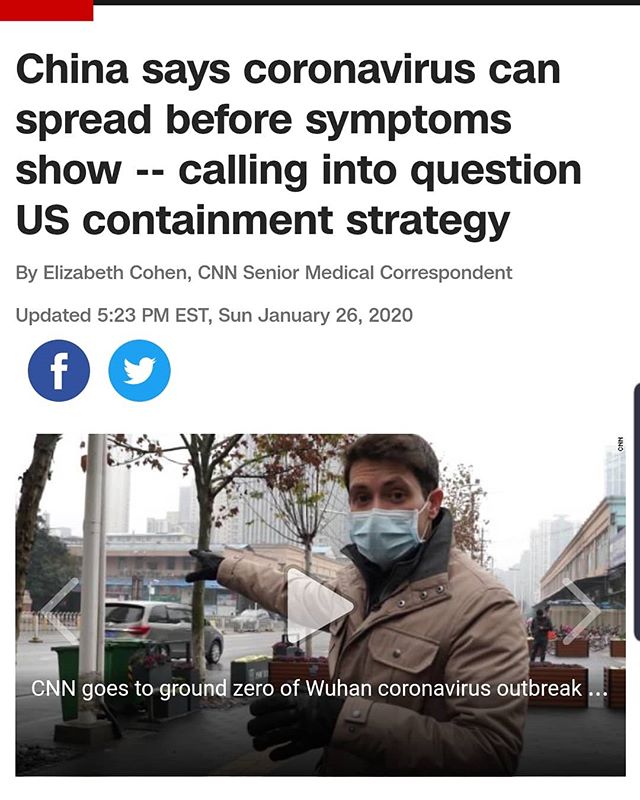 China says coronavirus can
spread before symptoms
show -- calling into question
US containment strategy
By Elizabeth Cohen, CNN Senior Medical Correspondent
Updated 5:23 PM EST, Sun January 26, 2020
f
CNN
CNN goes to ground zero of Wuhan coronavirus outbreak ...